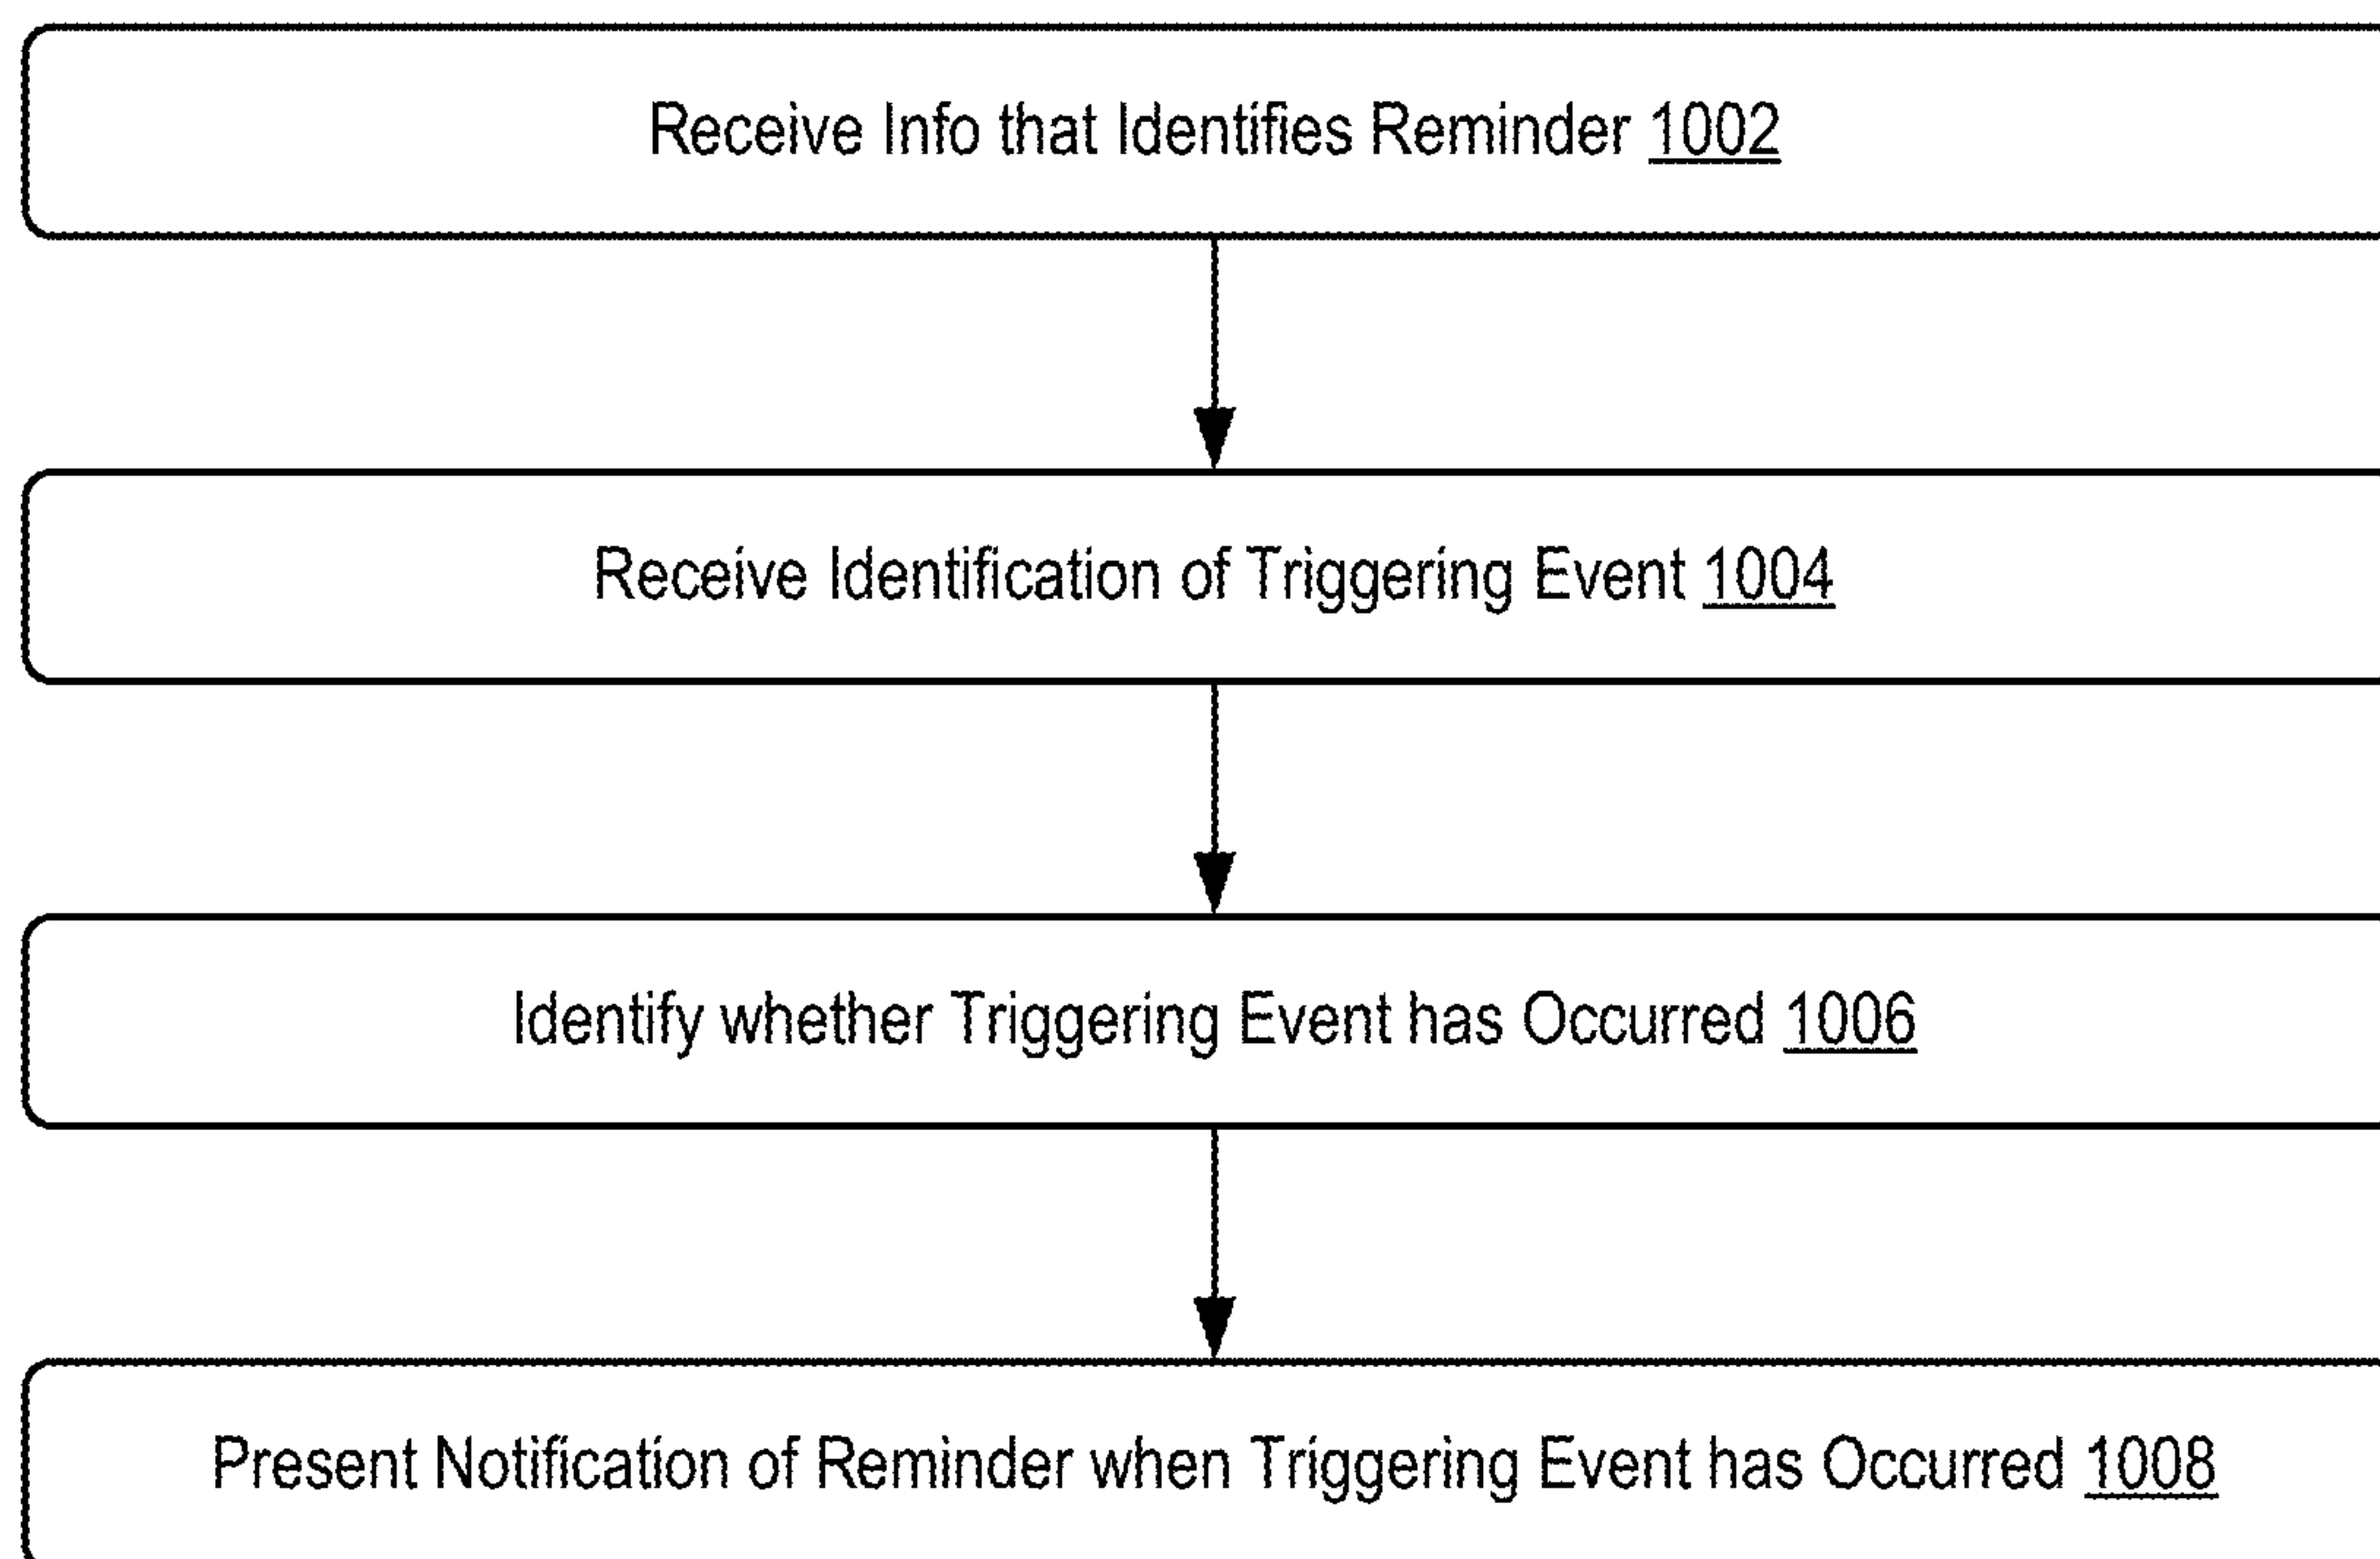 Receive Info that Identifies Reminder 1002
Receive Identification of Triggering Event 1004
Identify whether Triggering Event has Occurred 1006
Present Notification of Reminder when Triggering Event has Occurred 1008